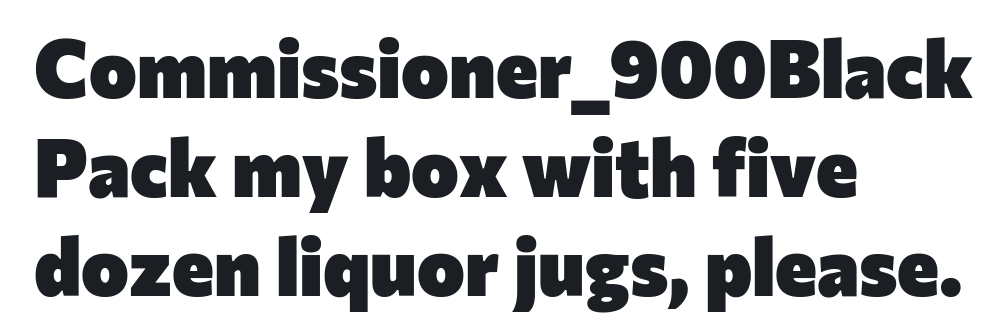 Commissioner_900Black
Pack my box with five
dozen liquor jugs, please.